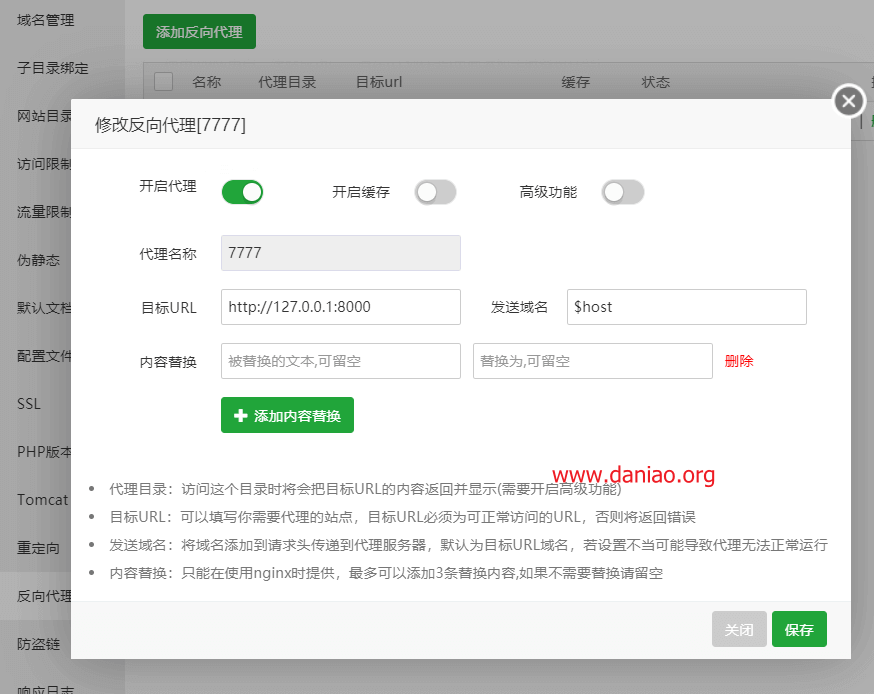 域名管理
添加反向代理
子目录绑定
名称 代理目录 目标url 缓存 状态
网站目录
修改反向代理[7777]
访问限制
开启代理 开启缓存 高级功能
流量限制
伪静态
代理名称 7777
默认文档
目标URL http://127.0.0.1:8000 发送域名 $host
配置文件
内容替换 被替换的文本,可留空 替换为,可留空 删除
SSL
添加内容替换
PHP版本
www.daniao.org
代理目录：访问这个目录时将会把目标URL的内容返回并显示(需要开启高级功能)
Tomcat
目标URL：可以填写你需要代理的站点，目标URL必须为可正常访问的URL，否则将返回错误
重定向
发送域名：将域名添加到请求头传递到代理服务器，默认为目标URL域名，若设置不当可能导致代理无法正常运行
内容替换：只能在使用nginx时提供，最多可以添加3条替换内容,如果不需要替换请留空
反向代理
关闭 保存
防盗链
响应日志